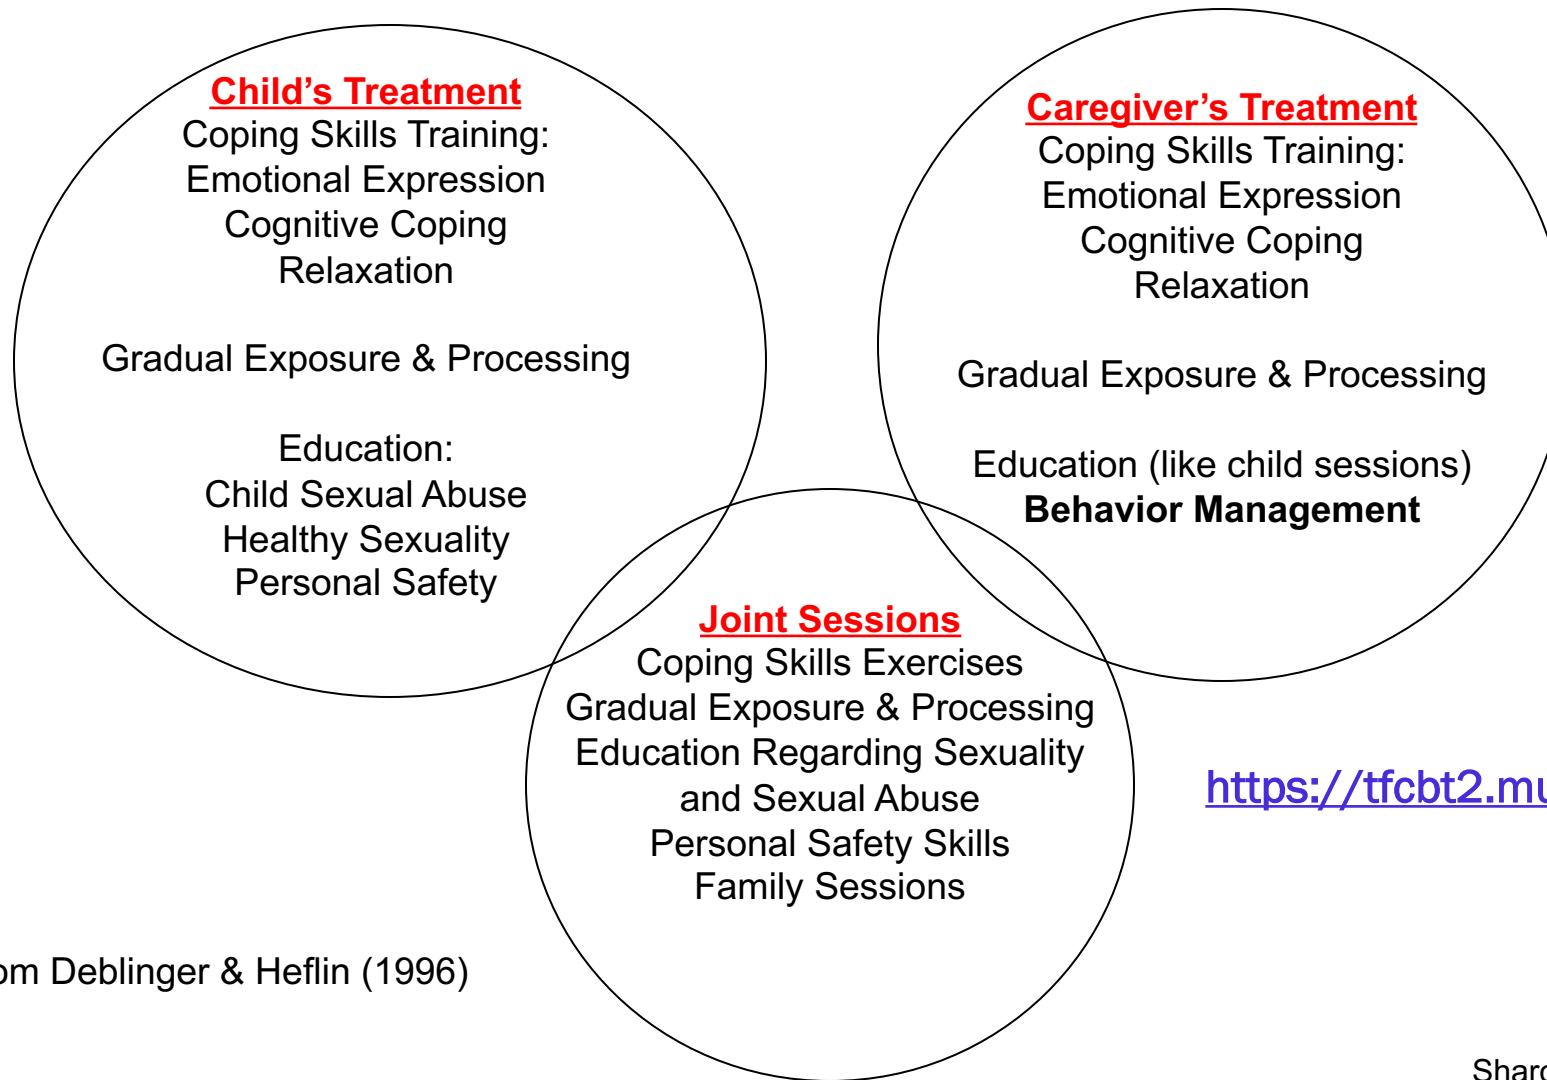 Child's Treatment
Coping Skills Training:
Emotional Expression
Cognitive Coping
Relaxation
Gradual Exposure & Processing
Education:
Child Sexual Abuse
Healthy Sexuality
Personal Safety
Caregiver's Treatment
Coping Skills Training:
Emotional Expression
Cognitive Coping
Relaxation
Gradual Exposure & Processing
Education (like child sessions)
Behavior Management
Joint Sessions
Coping Skills Exercises
Gradual Exposure & Processing
Education Regarding Sexuality
and Sexual Abuse
Personal Safety Skills
Family Sessions
https://tfcbt2.mu
om Deblinger & Heflin (1996)